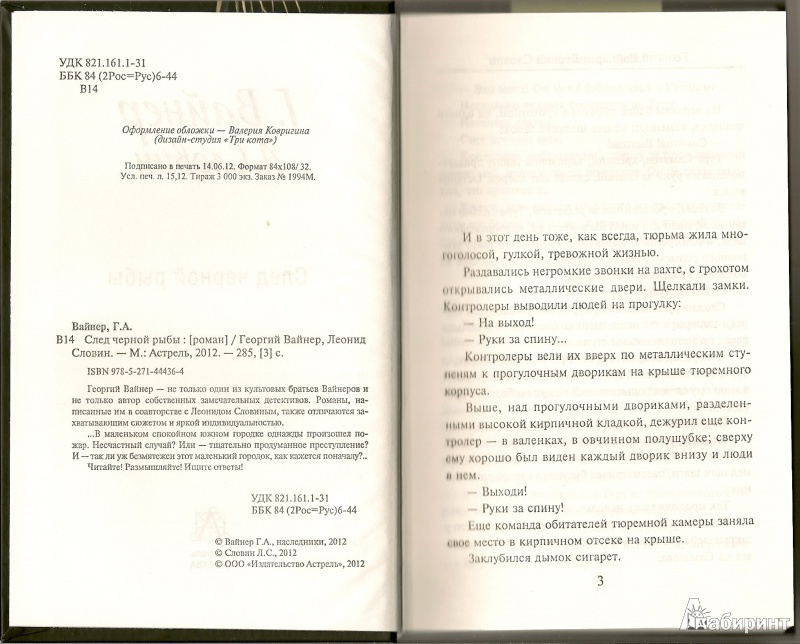 УДК 821.161.1-31
ББК 84 (2Рос=Рус)6-44
В14
Оформление обложки — Валерия Ковригина
(дизайн-студия «Три кота»)
Подписано в печать 14.06.12. Формат 84х108/ 32.
Усл. печ. л. 15,12. Тираж 3 000 экз. Заказ № 1994М.
Вайнер, Г.А.
В14 След черной рыбы : [роман] / Георгий Вайнер, Леонид
Словин. — М.: Астрель, 2012. — 285, [3] с.
ISBN 978-5-271-44436-4
Георгий Вайнер — не только один из культовых братьев Вайнеров и
не только автор собственных замечательных детективов. Романы, на-
писанные им в соавторстве с Леонидом Словиным, также отличаются за-
хватывающим сюжетом и яркой индивидуальностью.
...В маленьком спокойном южном городке однажды произошел по-
жар. Несчастный случай? Или — тщательно продуманное преступление?
И — так ли уж безмятежен этот маленький городок, как кажется поначалу?..
Читайте! Размышляйте! Ищите ответы!
УДК 821.161.1-31
ББК 84 (2Рос=Рус)6-44
© Вайнер Г.А., наследники, 2012
© Словин Л.С., 2012
© ООО «Издательство Астрель», 2012
И в этот день тоже, как всегда, тюрьма жила мно-
гоголосой, гулкой, тревожной жизнью.
Раздавались негромкие звонки на вахте, с грохотом
открывались металлические двери. Щелкали замки.
Контролеры выводили людей на прогулку:
— На выход!
— Руки за спину...
Контролеры вели их вверх по металлическим сту-
пеням к прогулочным дворикам на крыше тюремного
корпуса.
Выше, над прогулочными двориками, разделен-
ными высокой кирпичной кладкой, дежурил еще кон-
тролер — в валенках, в овчинном полушубке; сверху
ему хорошо был виден каждый дворик внизу и люди
в нем.
— Выходи!
— Руки за спину!
Еще команда обитателей тюремной камеры заняла
свое место в кирпичном отсеке на крыше.
Заклубился дымок сигарет.
3
Лабиринт